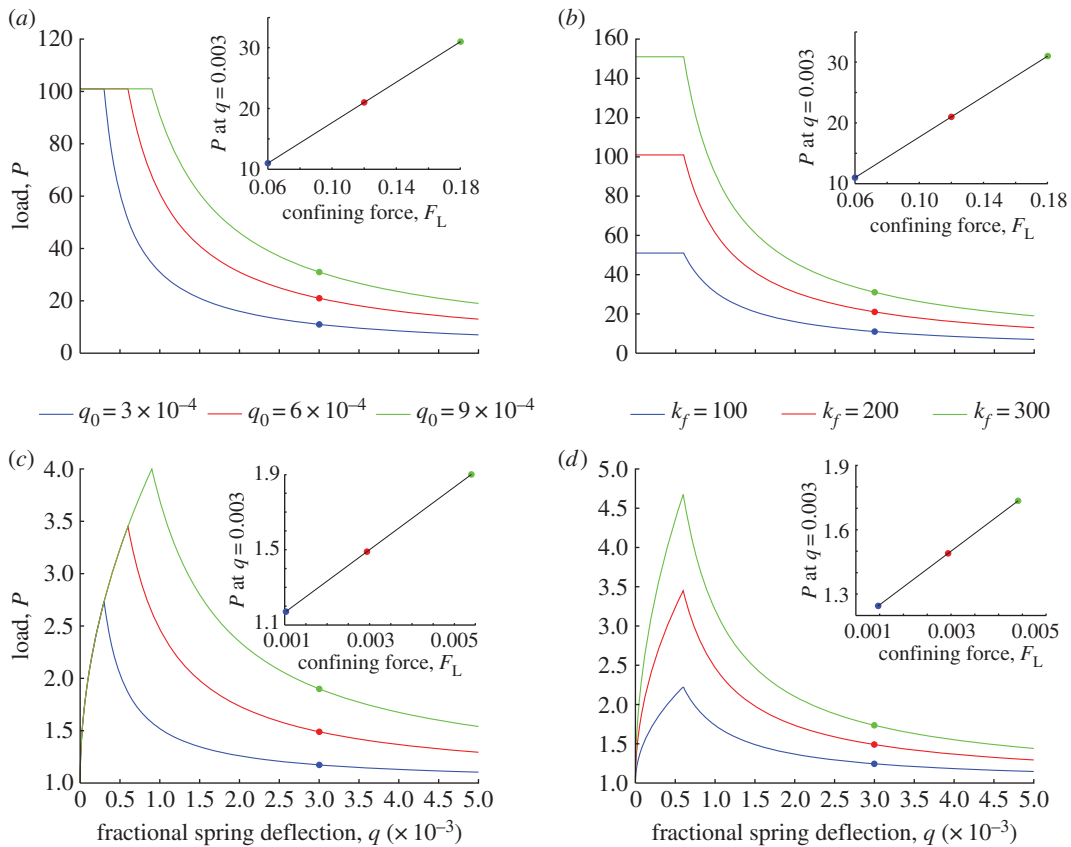 (a)
120
100
80
60
40
20
0
load, P
P at q = 0.003
30
20
10
0.06 0.10 0.14 0.18
confining force, F_L
(b)
160
140
120
100
80
60
40
20
0
P at q = 0.003
30
20
10
0.06 0.10 0.14 0.18
confining force, F_L
q₀ = 3 × 10⁻⁴ q₀ = 6 × 10⁻⁴ q₀ = 9 × 10⁻⁴
k_f = 100 k_f = 200 k_f = 300
(c)
4.0
3.5
3.0
2.5
2.0
1.5
1.0
load, P
0 0.5 1.0 1.5 2.0 2.5 3.0 3.5 4.0 4.5 5.0
fractional spring deflection, q (× 10⁻³)
P at q = 0.003
1.9
1.5
1.1
0.001 0.003 0.005
confining force, F_L
(d)
5.0
4.5
4.0
3.5
3.0
2.5
2.0
1.5
1.0
0 0.5 1.0 1.5 2.0 2.5 3.0 3.5 4.0 4.5 5.0
fractional spring deflection, q (× 10⁻³)
P at q = 0.003
1.9
1.6
1.3
0.001 0.003 0.005
confining force, F_L